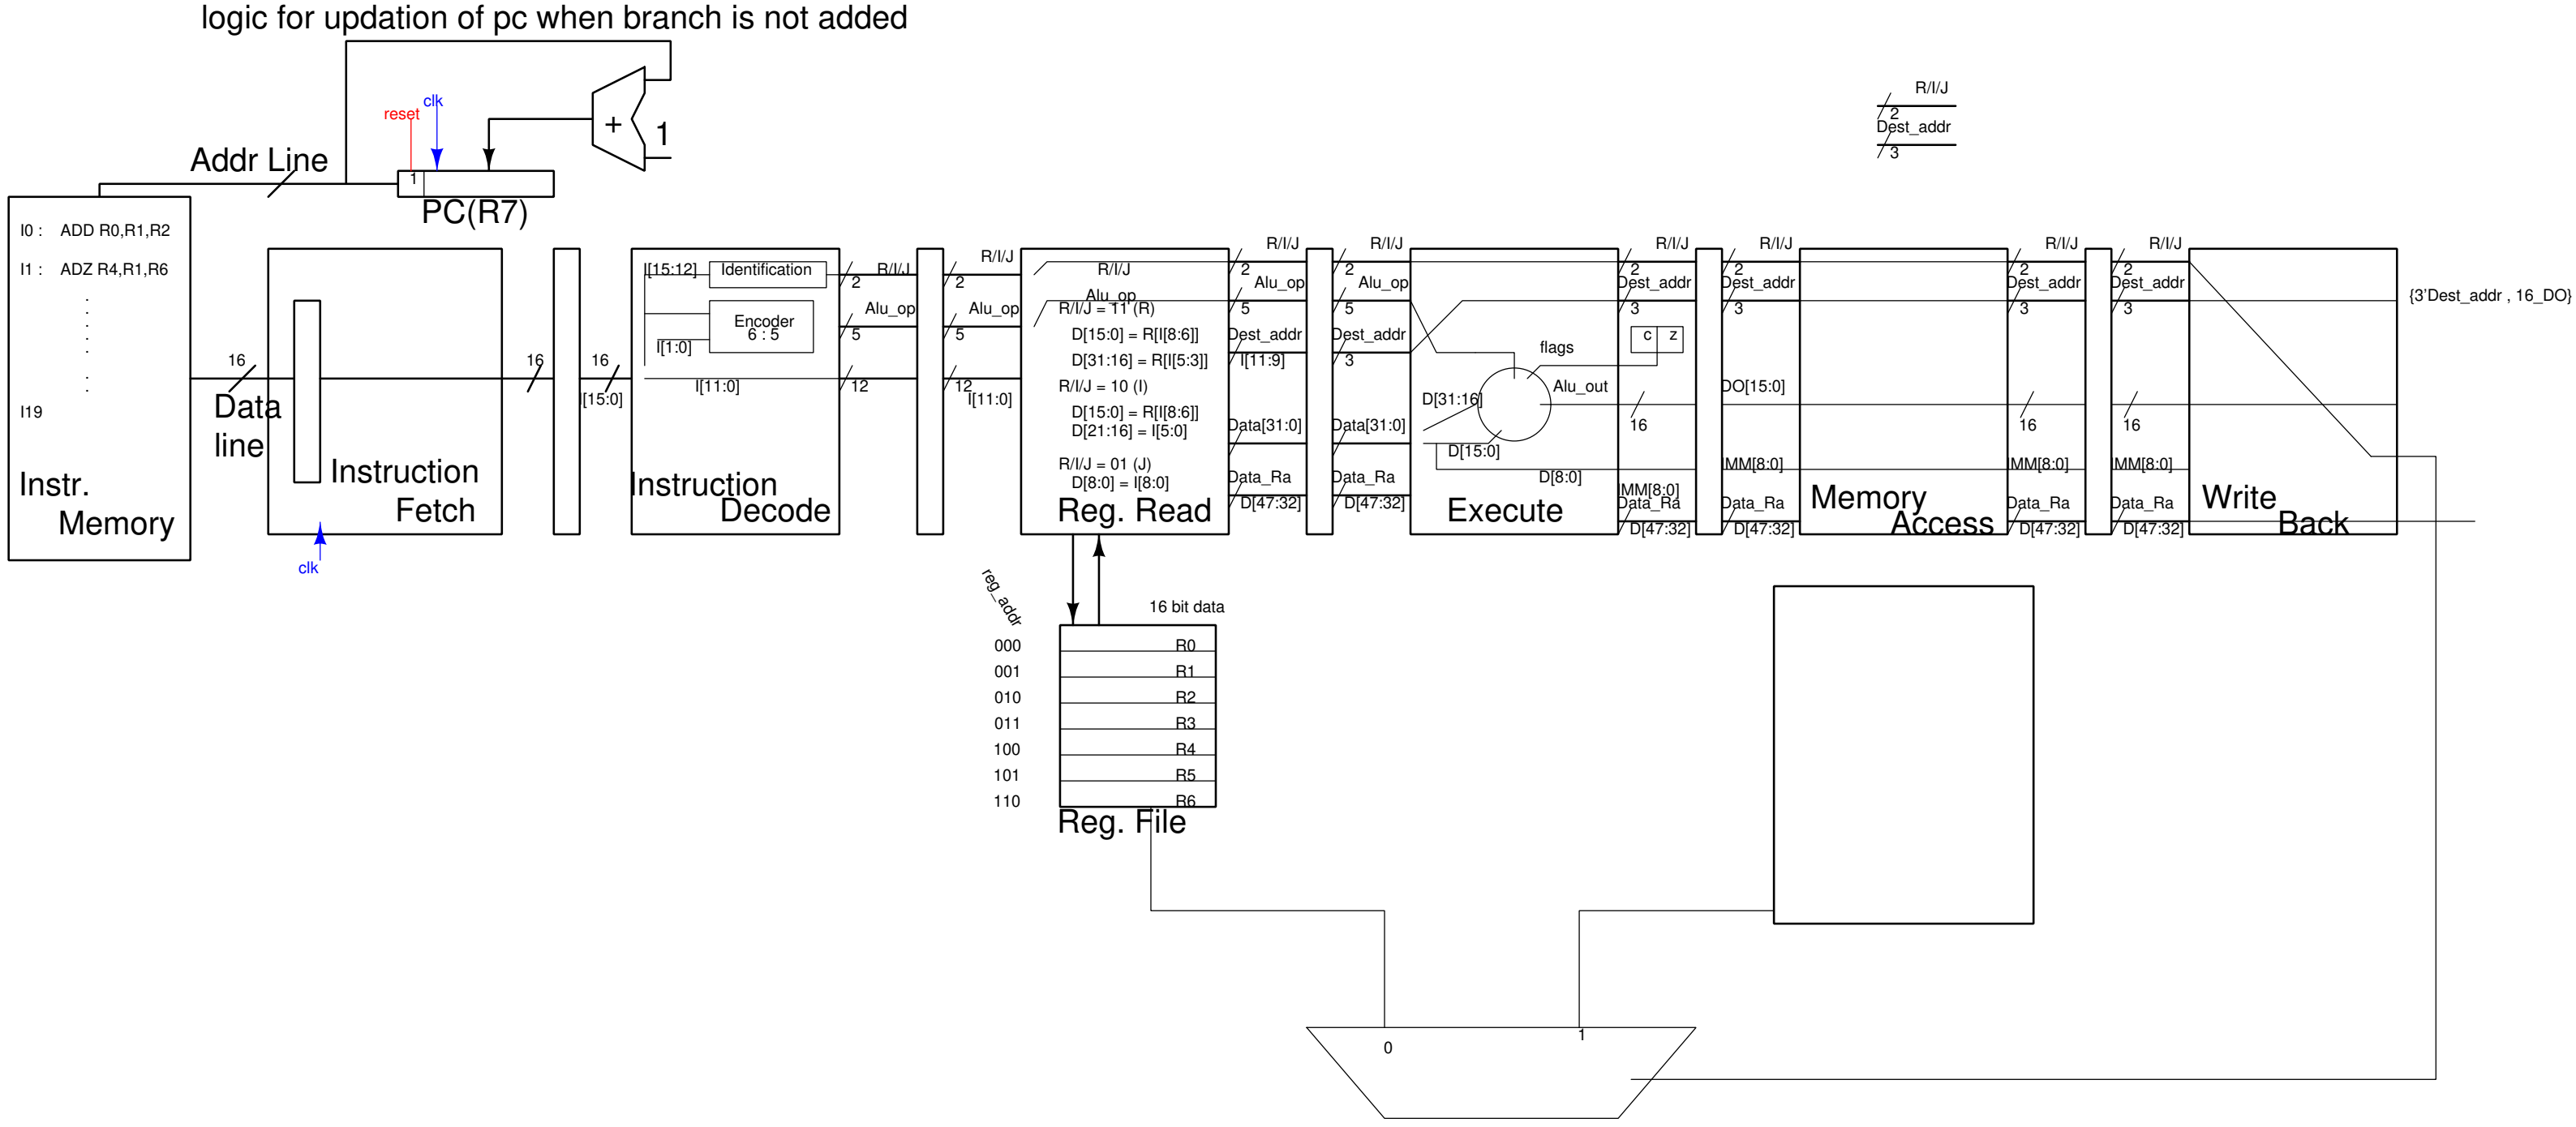 logic for updation of pc when branch is not added
reset
clk
+
1
Addr Line
1
PC(R7)
R/I/J
2
Dest_addr
3
I0 : ADD R0,R1,R2
I1 : ADZ R4,R1,R6
.
.
.
.
.
.
.
I19
Instr.
Memory
16
Data
line
Instruction
Fetch
clk
16
16
I[15:0]
I[15:12]
Identification
Encoder
6 : 5
I[1:0]
I[11:0]
Instruction
Decode
R/I/J
2
Alu_op
5
12
R/I/J
2
Alu_op
5
12
I[11:0]
R/I/J
Alu_op
R/I/J = 11 (R)
D[15:0] = R[I[8:6]]
D[31:16] = R[I[5:3]]
R/I/J = 10 (I)
D[15:0] = R[I[8:6]]
D[21:16] = I[5:0]
R/I/J = 01 (J)
D[8:0] = I[8:0]
Reg. Read
R/I/J
2
Alu_op
5
Dest_addr
I[11:9]
Data[31:0]
Data_Ra
D[47:32]
R/I/J
2
Alu_op
5
Dest_addr
3
Data[31:0]
Data_Ra
D[47:32]
flags
D[31:16]
Alu_out
D[15:0]
D[8:0]
Execute
R/I/J
2
Dest_addr
3
c z
16
IMM[8:0]
Data_Ra
D[47:32]
R/I/J
2
Dest_addr
3
DO[15:0]
IMM[8:0]
Data_Ra
D[47:32]
Memory
Access
R/I/J
2
Dest_addr
3
16
IMM[8:0]
Data_Ra
D[47:32]
R/I/J
2
Dest_addr
3
16
IMM[8:0]
Data_Ra
D[47:32]
Write
Back
{3'Dest_addr , 16_DO}
reg_addr
16 bit data
000 R0
001 R1
010 R2
011 R3
100 R4
101 R5
110 R6
Reg. File
0
1